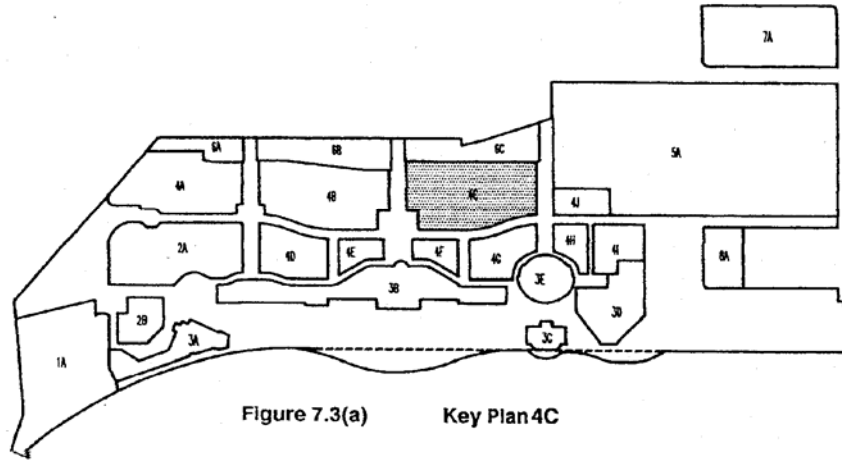 7A
6A
6B
6C
5A
4A
4B
4C
4J
2A
4D
4E
4F
4G
4H
4I
8A
3B
3E
2B
3D
3A
3C
1A
Figure 7.3(a) Key Plan 4C